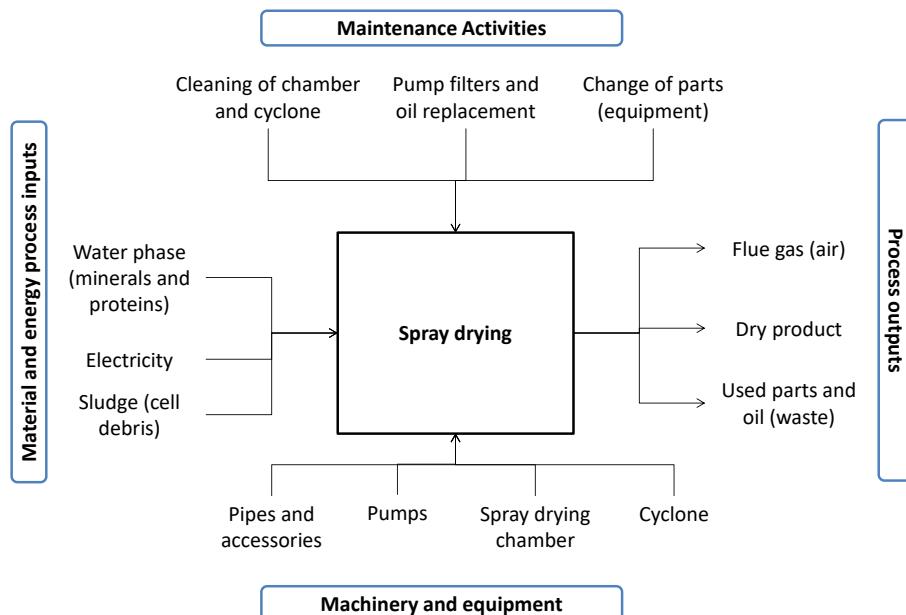 Maintenance Activities
Cleaning of chamber
and cyclone
Pump filters and
oil replacement
Change of parts
(equipment)
Material and energy process inputs
Water phase
(minerals and
proteins)
Electricity
Sludge (cell
debris)
Spray drying
Flue gas (air)
Dry product
Used parts and
oil (waste)
Process outputs
Pipes and
accessories
Pumps
Spray drying
chamber
Cyclone
Machinery and equipment